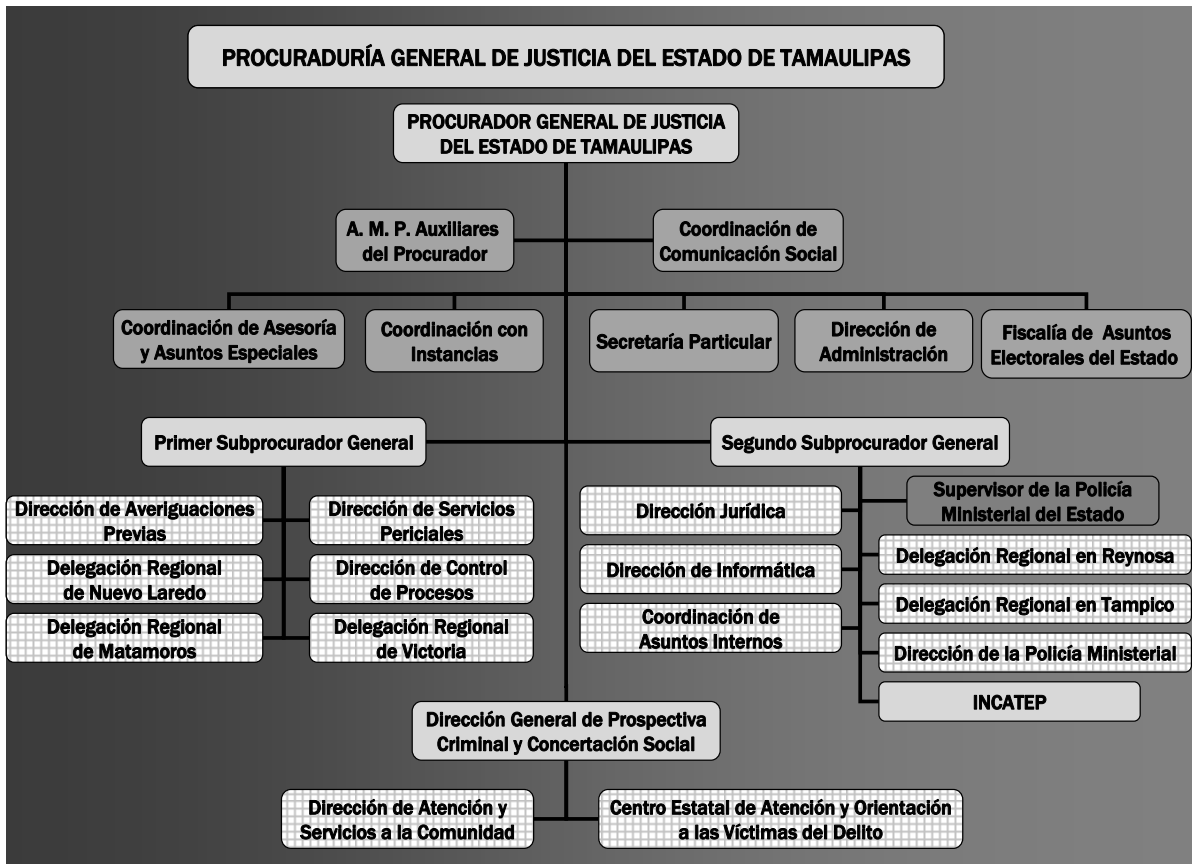 PROCURADURÍA GENERAL DE JUSTICIA DEL ESTADO DE TAMAULIPAS
PROCURADOR GENERAL DE JUSTICIA
DEL ESTADO DE TAMAULIPAS
A. M. P. Auxiliares
del Procurador
Coordinación de
Comunicación Social
Coordinación de Asesoría
y Asuntos Especiales
Coordinación con
Instancias
Secretaría Particular
Dirección de
Administración
Fiscalía de Asuntos
Electorales del Estado
Primer Subprocurador General
Segundo Subprocurador General
Dirección de Averiguaciones
Previas
Dirección de Servicios
Periciales
Delegación Regional
de Nuevo Laredo
Dirección de Control
de Procesos
Delegación Regional
de Matamoros
Delegación Regional
de Victoria
Dirección Jurídica
Supervisor de la Policía
Ministerial del Estado
Dirección de Informática
Delegación Regional en Reynosa
Coordinación de
Asuntos Internos
Delegación Regional en Tampico
Dirección de la Policía Ministerial
INCATEP
Dirección General de Prospectiva
Criminal y Concertación Social
Dirección de Atención y
Servicios a la Comunidad
Centro Estatal de Atención y Orientación
a las Víctimas del Delito